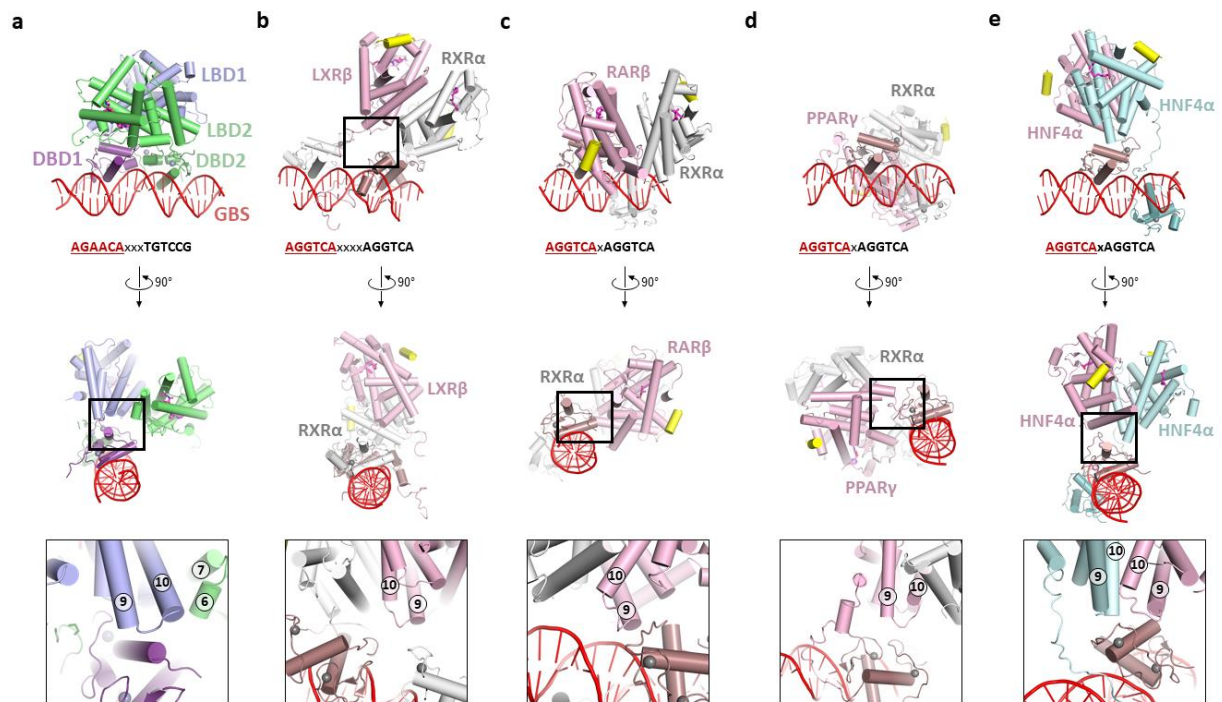 a
b
c
d
e
LBD1
LBD2
DBD1
DBD2
GBS
AGAACAxxxTGTCCG
90°
LXRβ
RXRα
AGGTCAxxxxAGGTCA
90°
RARβ
RXRα
AGGTCAxAGGTCA
90°
PPARγ
RXRα
AGGTCAxAGGTCA
90°
HNF4α
HNF4α
AGGTCAxAGGTCA
90°
LXRβ
RXRα
RARβ
RXRα
RXRα
PPARγ
HNF4α
HNF4α
9
10
7
6
10
9
10
9
9
10
10
9
10
9